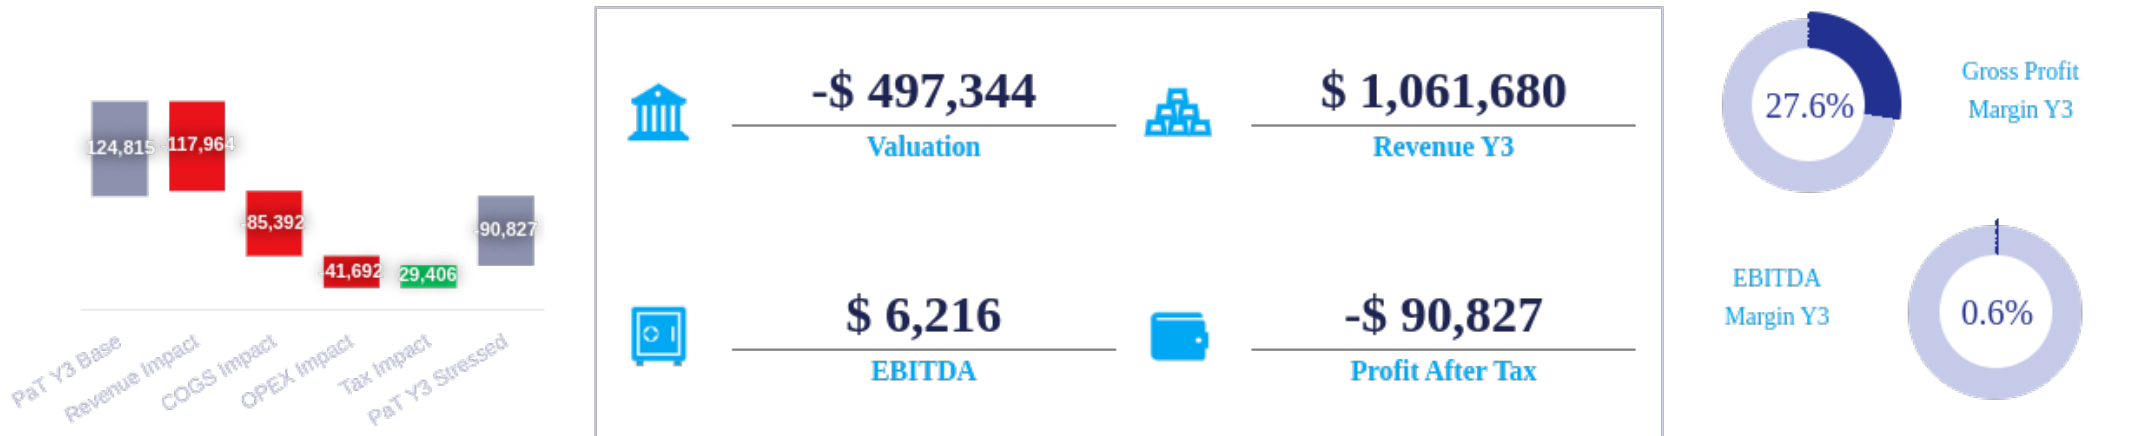 124,815
-117,964
-85,392
-41,692
29,406
-90,827
PaT Y3 Base
Revenue Impact
COGS Impact
OPEX Impact
Tax Impact
PaT Y3 Stressed
-$ 497,344
Valuation
$ 1,061,680
Revenue Y3
$ 6,216
EBITDA
-$ 90,827
Profit After Tax
27.6%
Gross Profit
Margin Y3
EBITDA
Margin Y3
0.6%